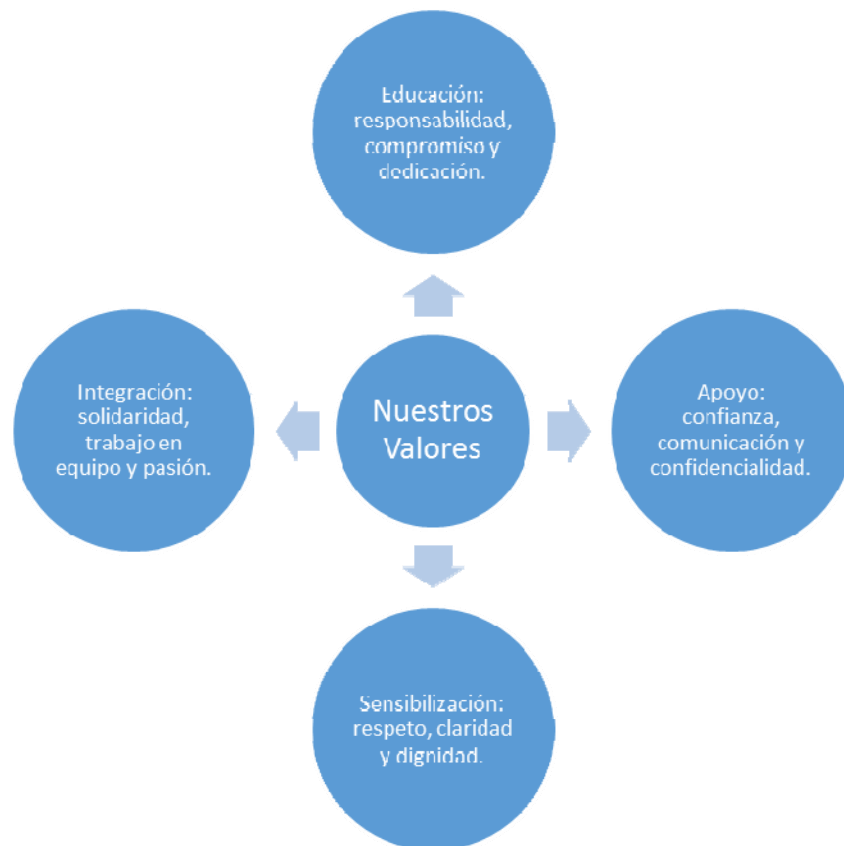 Educación:
responsabilidad,
compromiso y
dedicación.
Integración:
solidaridad,
trabajo en
equipo y pasión.
Nuestros
Valores
Apoyo:
confianza,
comunicación y
confidencialidad.
Sensibilización:
respeto, claridad
y dignidad.